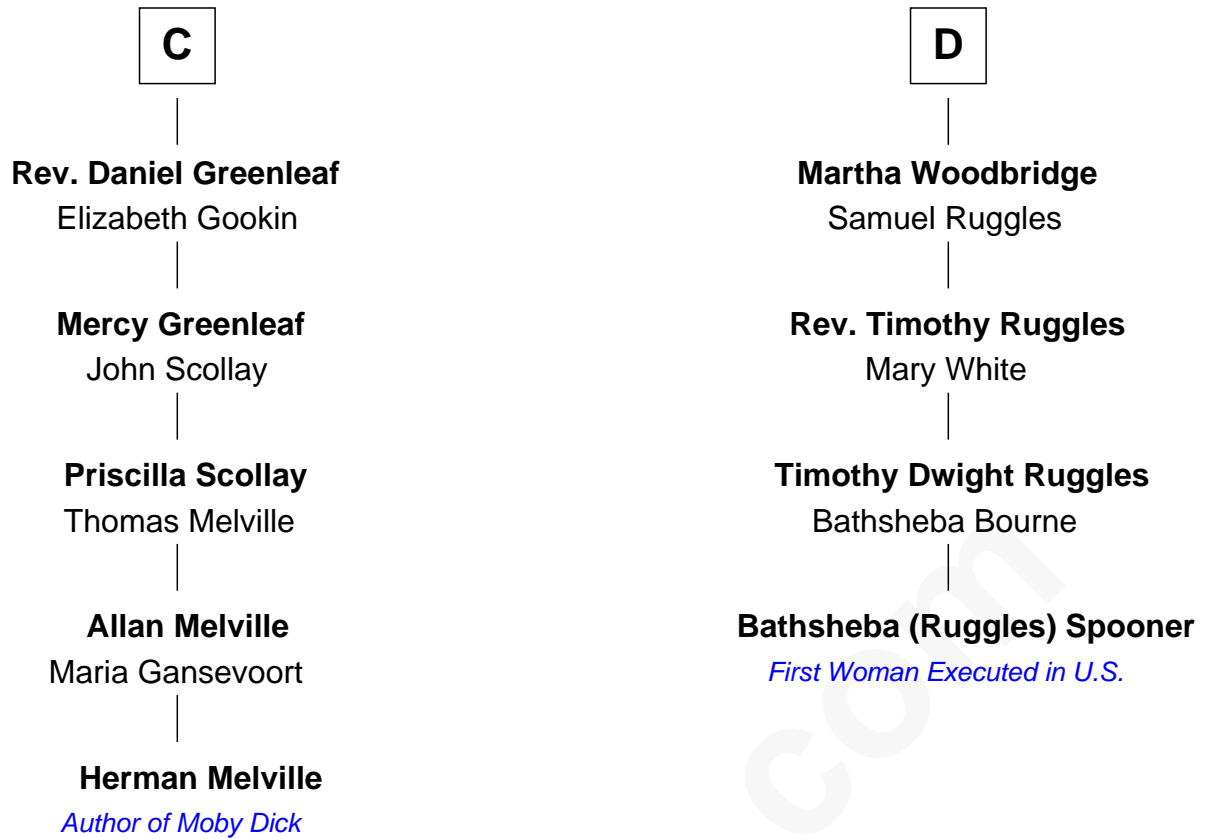 C
Rev. Daniel Greenleaf
Elizabeth Gookin
Mercy Greenleaf
John Scollay
Priscilla Scollay
Thomas Melville
Allan Melville
Maria Gansevoort
Herman Melville
Author of Moby Dick
D
Martha Woodbridge
Samuel Ruggles
Rev. Timothy Ruggles
Mary White
Timothy Dwight Ruggles
Bathsheba Bourne
Bathsheba (Ruggles) Spooner
First Woman Executed in U.S.
com